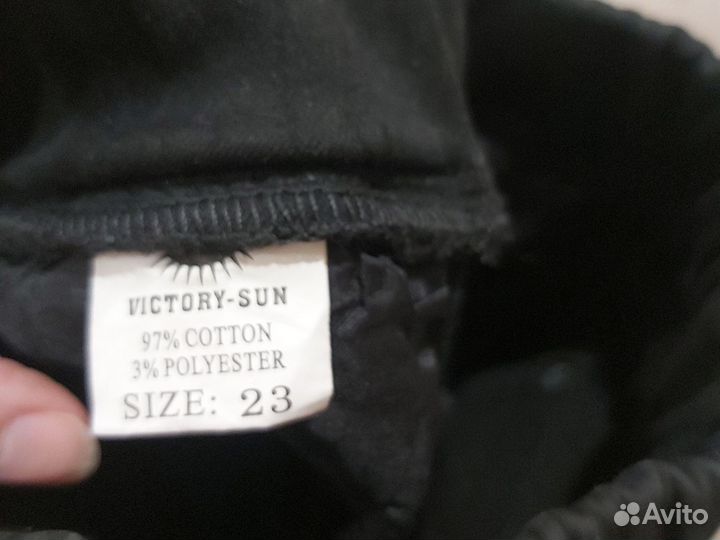 VICTORY-SUN
97% COTTON
3% POLYESTER
SIZE: 23
Avito